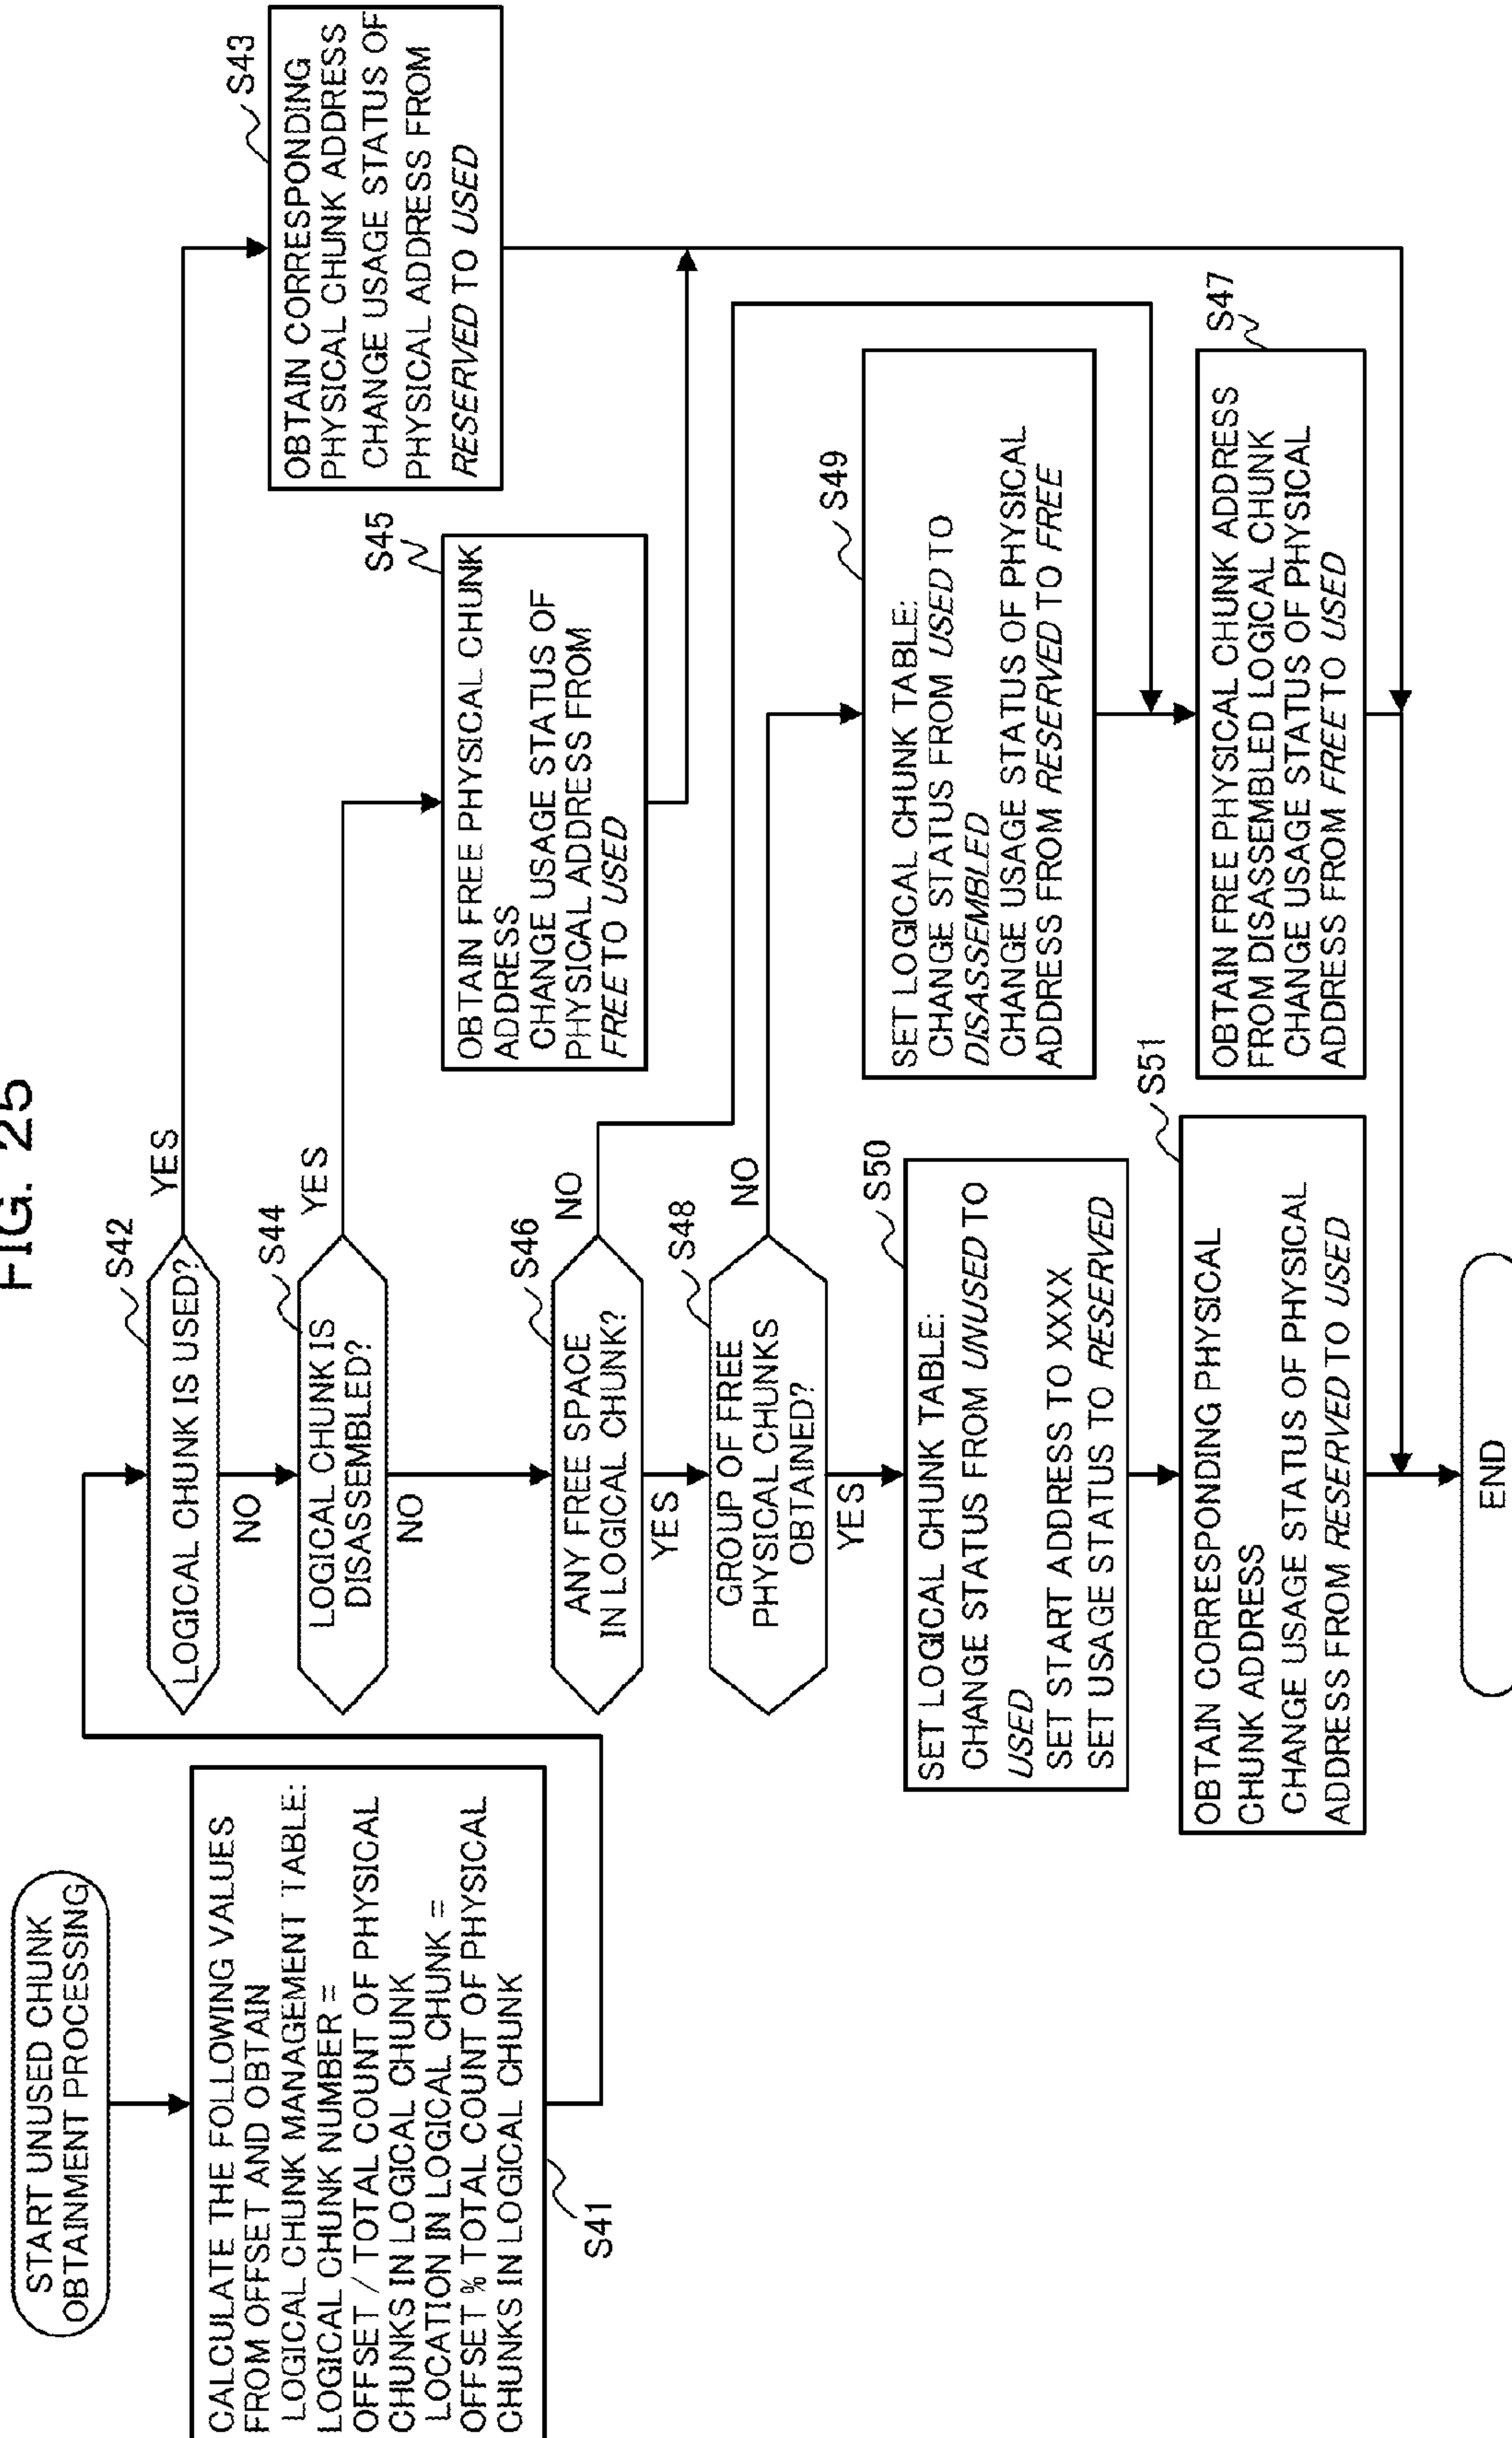 FIG. 25
START UNUSED CHUNK
OBTAINMENT PROCESSING
CALCULATE THE FOLLOWING VALUES
FROM OFFSET AND OBTAIN
LOGICAL CHUNK MANAGEMENT TABLE:
LOGICAL CHUNK NUMBER =
OFFSET / TOTAL COUNT OF PHYSICAL
CHUNKS IN LOGICAL CHUNK
LOCATION IN LOGICAL CHUNK =
OFFSET % TOTAL COUNT OF PHYSICAL
CHUNKS IN LOGICAL CHUNK
S41
S42
LOGICAL CHUNK IS USED?
YES
NO
S43
OBTAIN CORRESPONDING
PHYSICAL CHUNK ADDRESS
CHANGE USAGE STATUS OF
PHYSICAL ADDRESS FROM
RESERVED TO USED
S44
LOGICAL CHUNK IS
DISASSEMBLED?
YES
NO
S45
OBTAIN FREE PHYSICAL CHUNK
ADDRESS
CHANGE USAGE STATUS OF
PHYSICAL ADDRESS FROM
FREE TO USED
S46
ANY FREE SPACE
IN LOGICAL CHUNK?
NO
YES
S48
GROUP OF FREE
PHYSICAL CHUNKS
OBTAINED?
NO
YES
S49
SET LOGICAL CHUNK TABLE:
CHANGE STATUS FROM USED TO
DISASSEMBLED
CHANGE USAGE STATUS OF PHYSICAL
ADDRESS FROM RESERVED TO FREE
S47
OBTAIN FREE PHYSICAL CHUNK ADDRESS
FROM DISASSEMBLED LOGICAL CHUNK
CHANGE USAGE STATUS OF PHYSICAL
ADDRESS FROM FREE TO USED
S50
SET LOGICAL CHUNK TABLE:
CHANGE STATUS FROM UNUSED TO
USED
SET START ADDRESS TO XXXX
SET USAGE STATUS TO RESERVED
S51
OBTAIN CORRESPONDING PHYSICAL
CHUNK ADDRESS
CHANGE USAGE STATUS OF PHYSICAL
ADDRESS FROM RESERVED TO USED
END